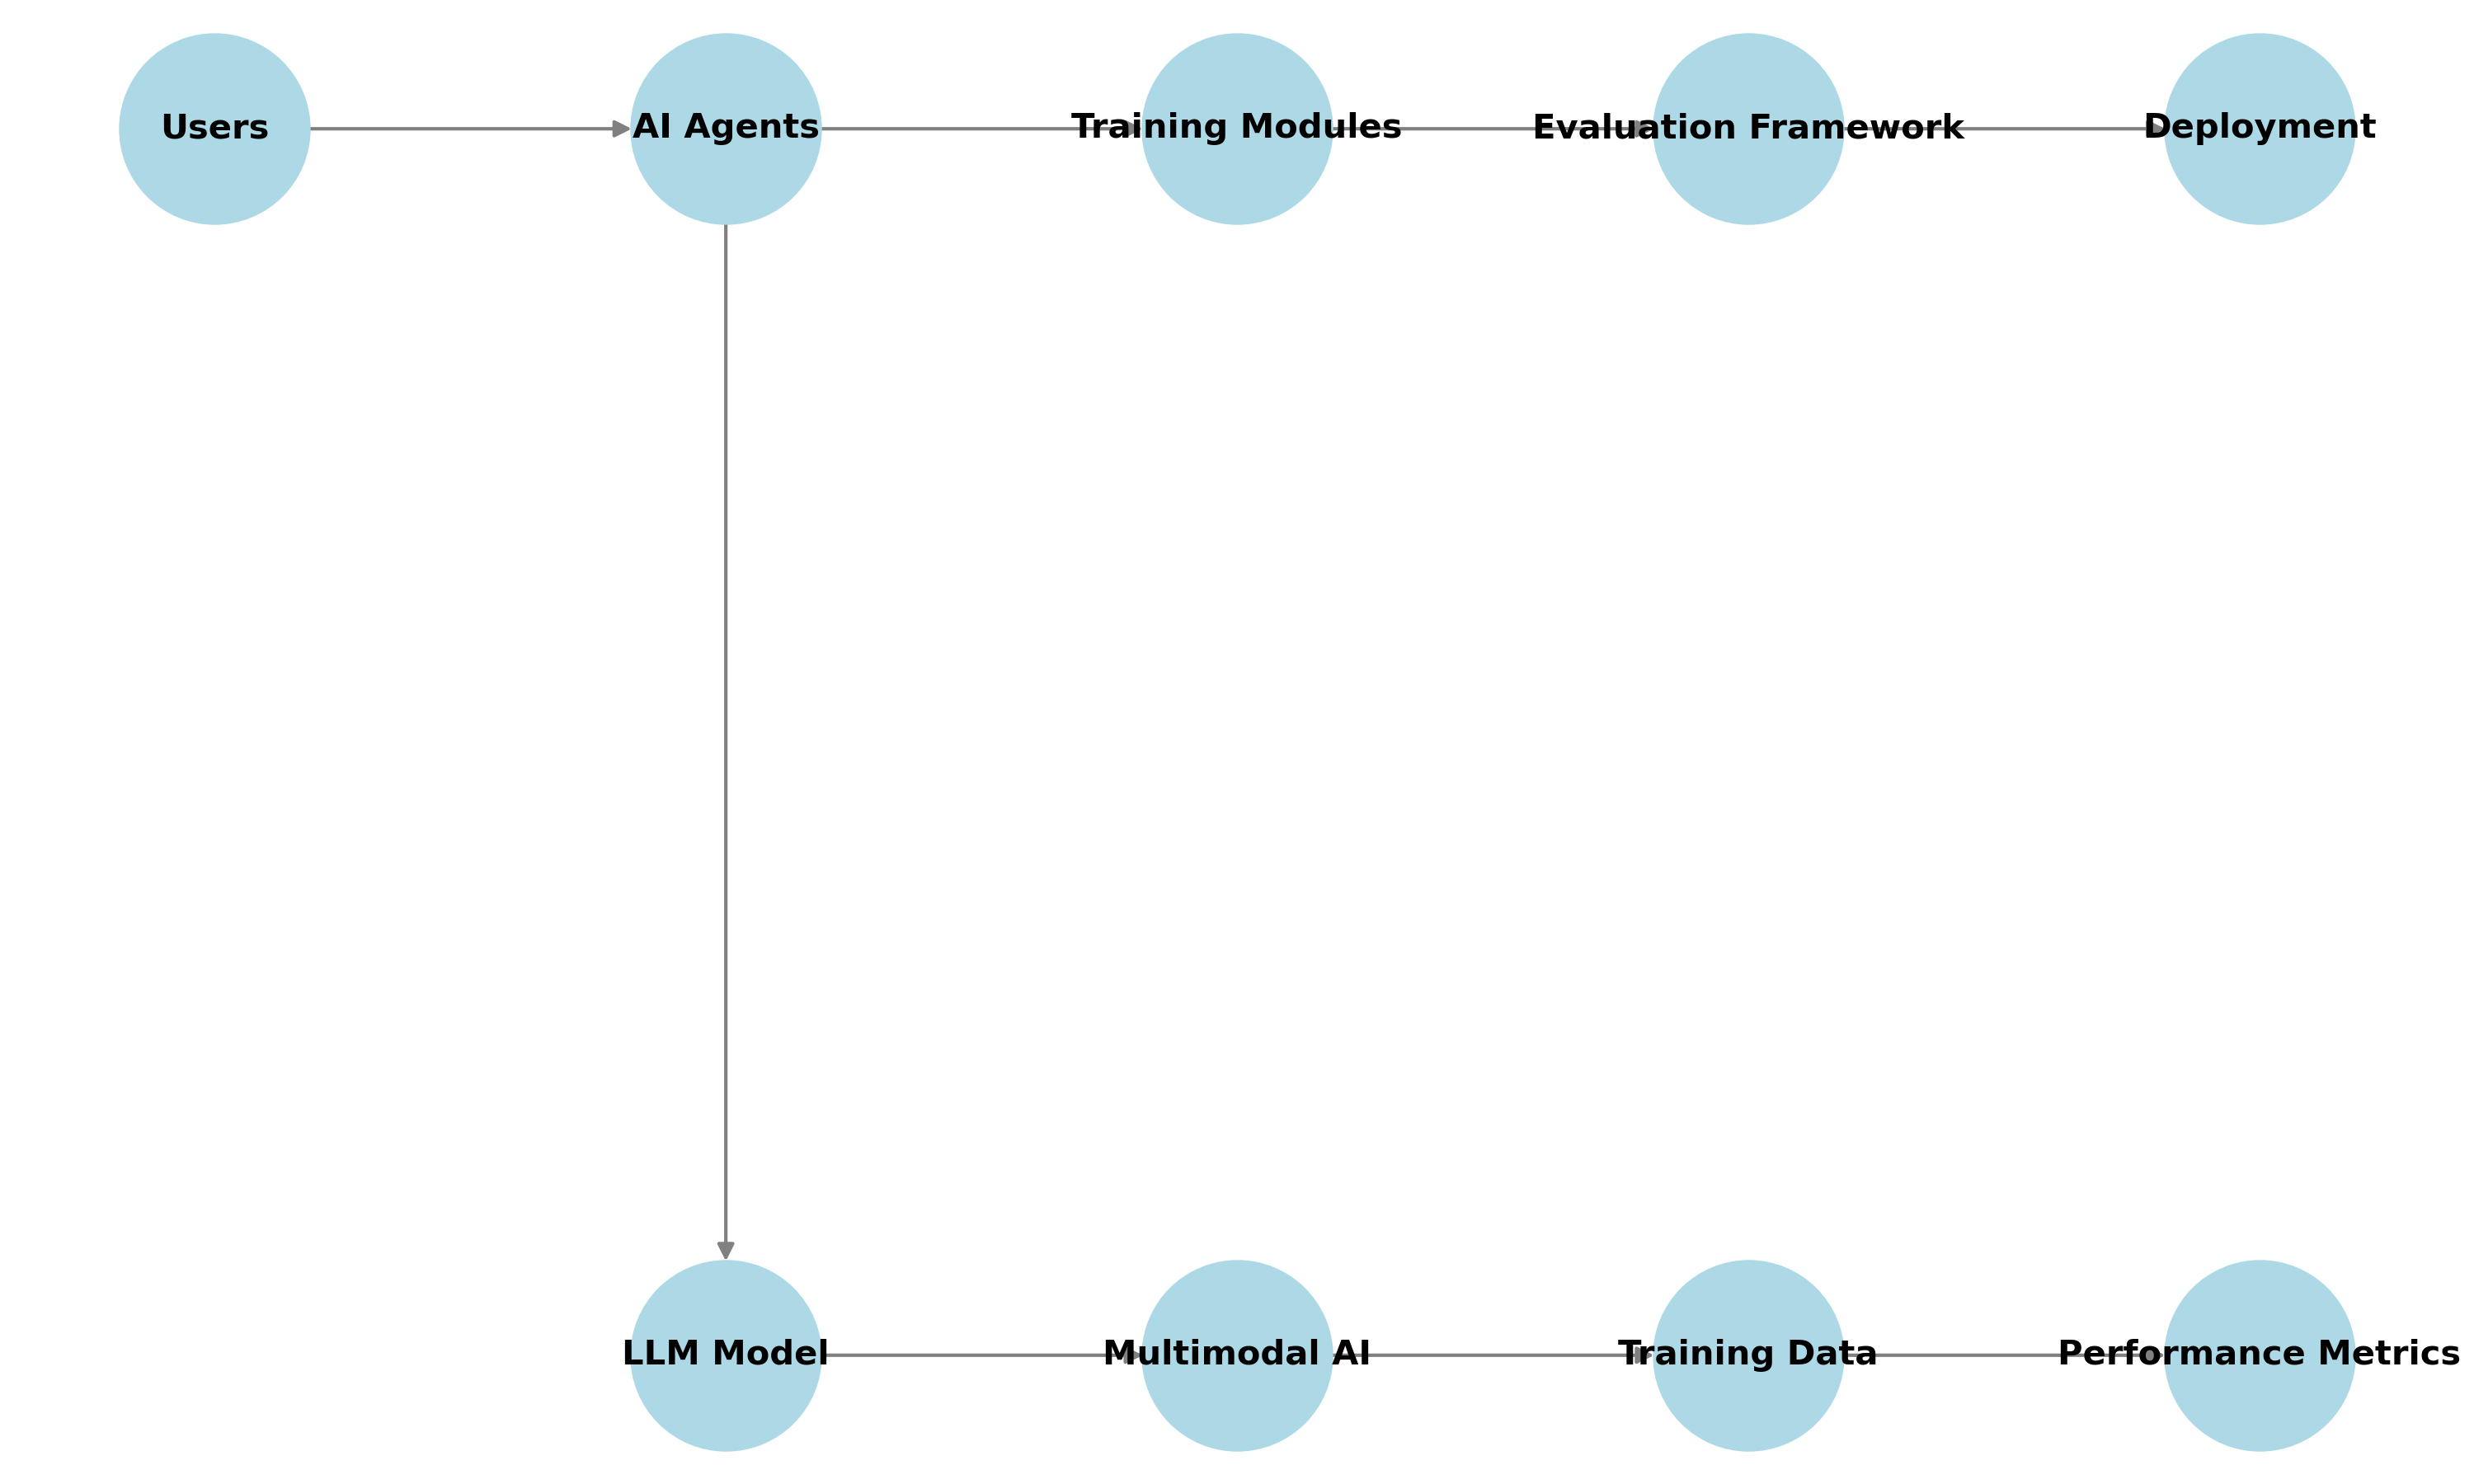 Users
AI Agents
Training Modules
Evaluation Framework
Deployment
LLM Model
Multimodal AI
Training Data
Performance Metrics